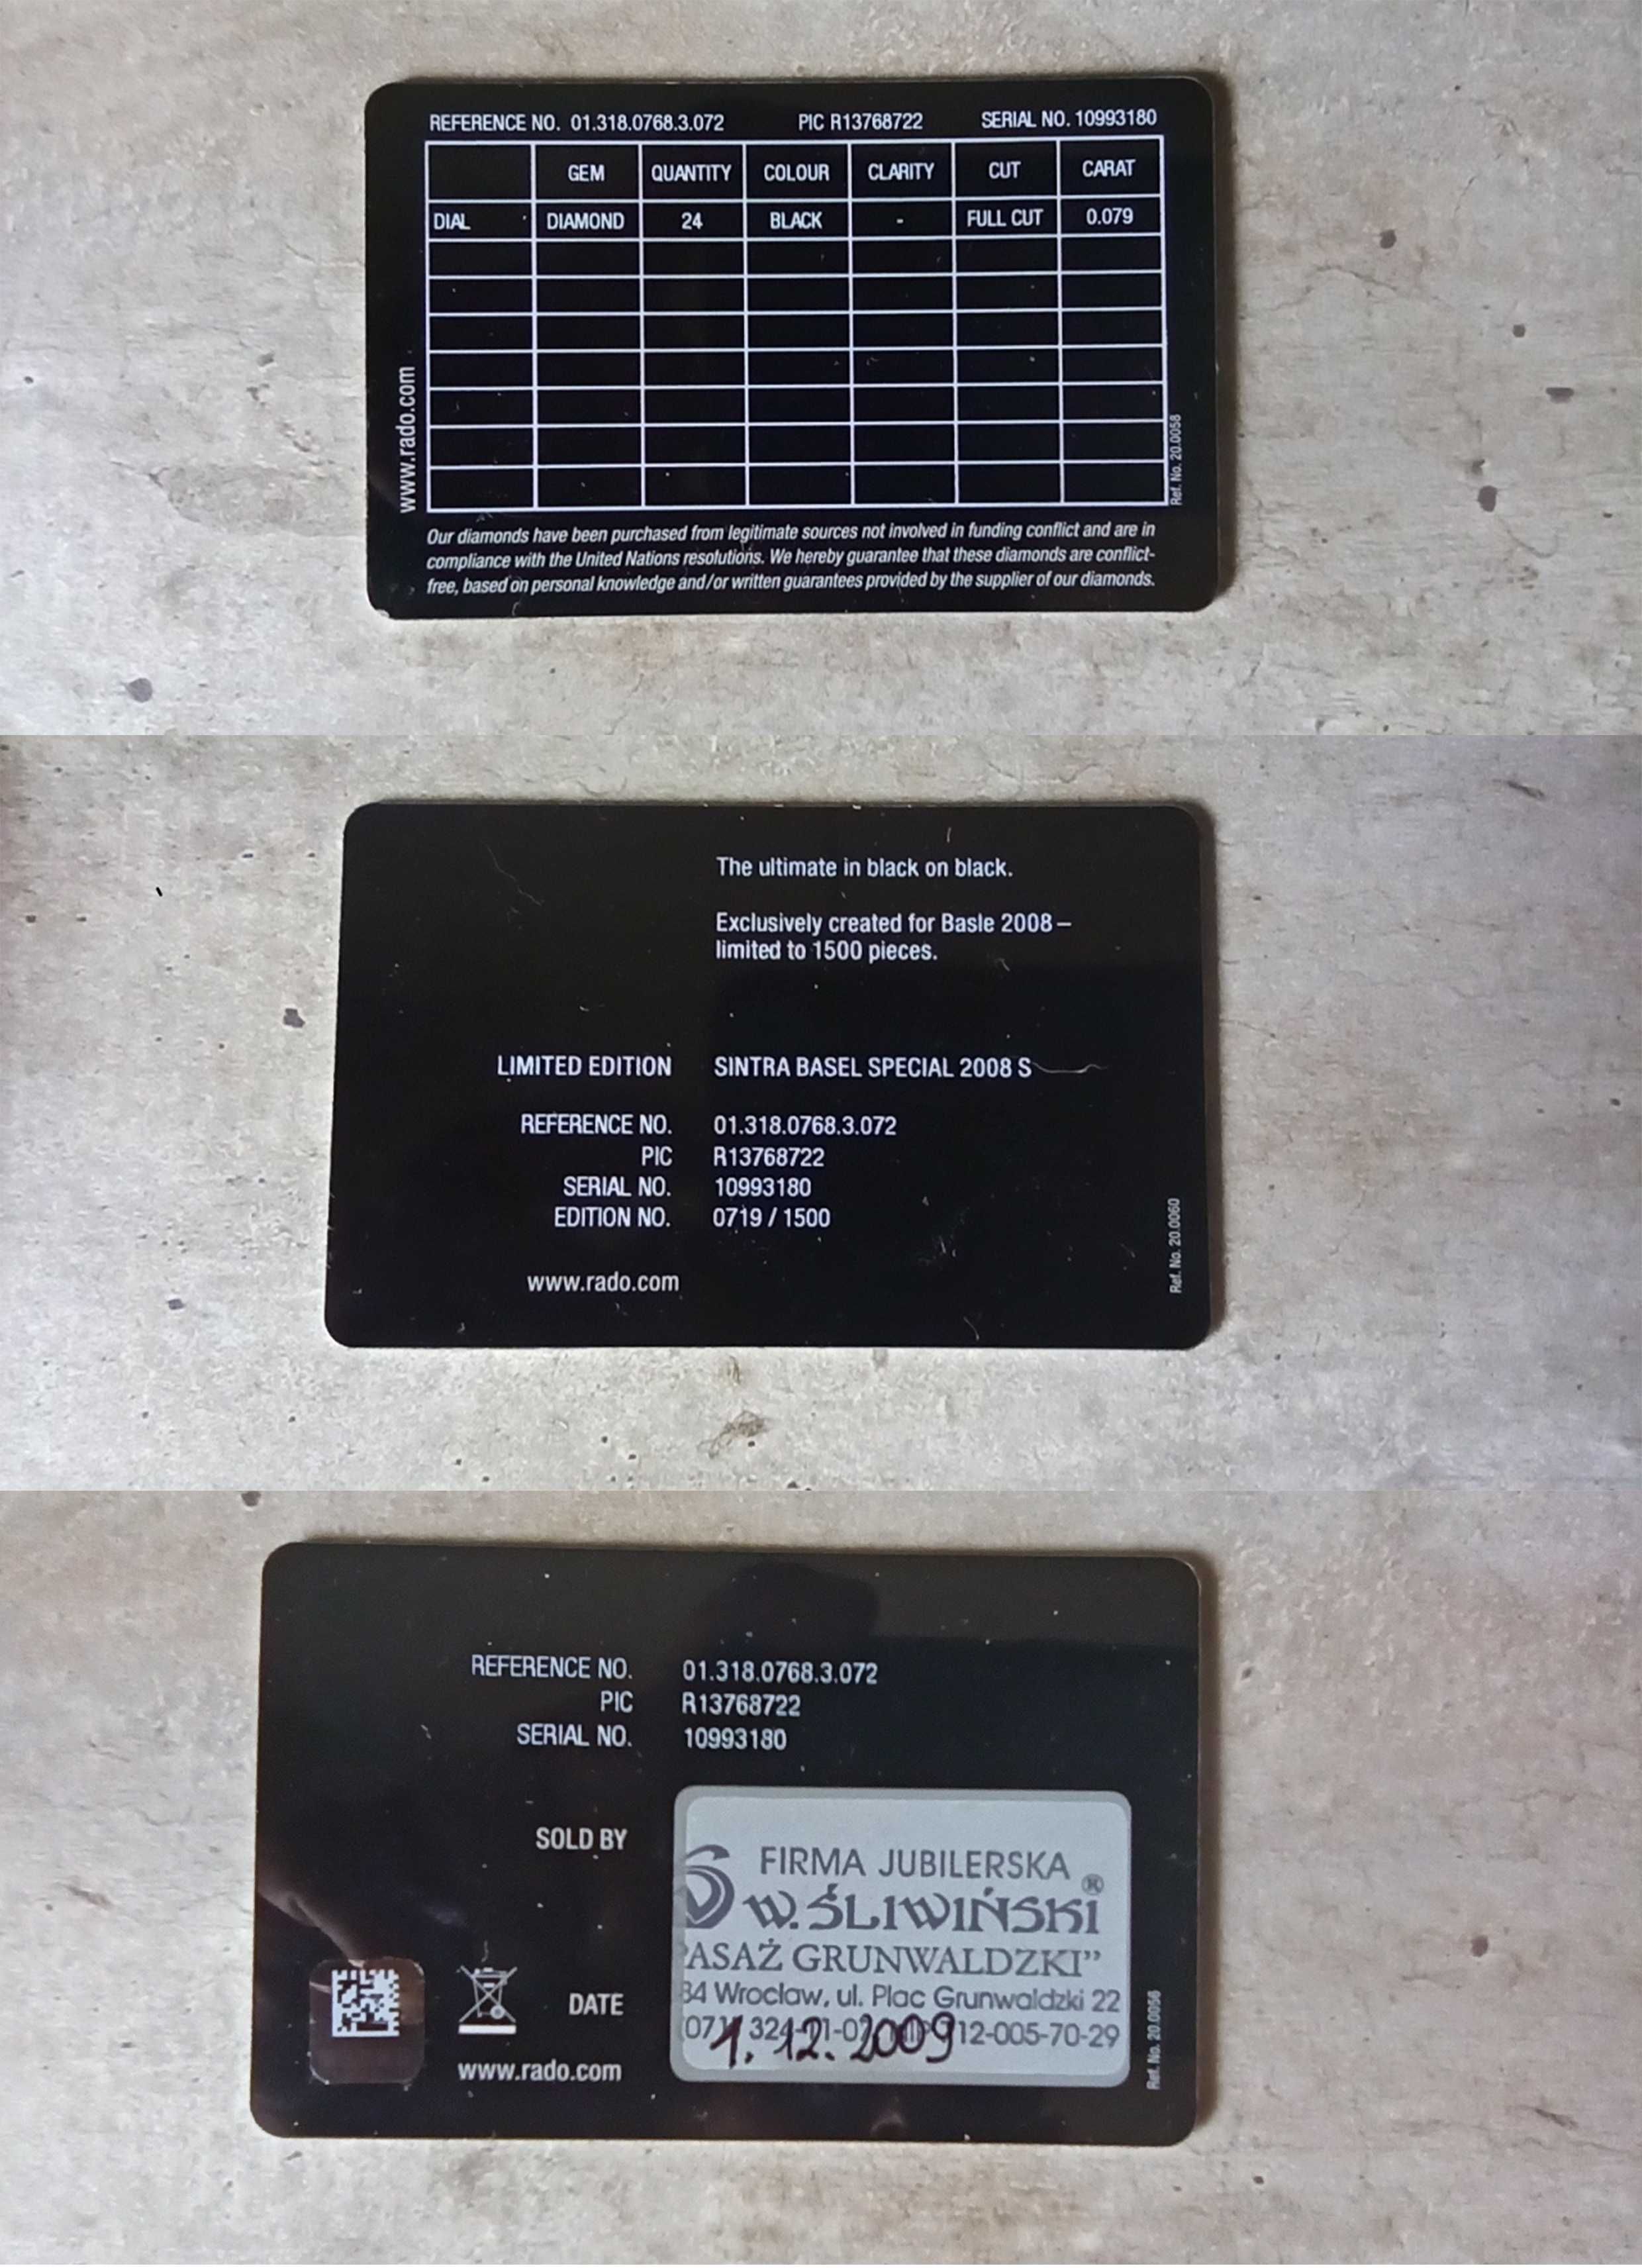 REFERENCE NO. 01.318.0768.3.072 PIC R13768722 SERIAL NO. 10993180
GEM QUANTITY COLOUR CLARITY CUT CARAT
DIAL DIAMOND 24 BLACK - FULL CUT 0.079
www.rado.com
Ref. No. 20.0058
Our diamonds have been purchased from legitimate sources not involved in funding conflict and are in
compliance with the United Nations resolutions. We hereby guarantee that these diamonds are conflict-
free, based on personal knowledge and/or written guarantees provided by the supplier of our diamonds.
The ultimate in black on black.
Exclusively created for Basle 2008 –
limited to 1500 pieces.
LIMITED EDITION SINTRA BASEL SPECIAL 2008 S
REFERENCE NO. 01.318.0768.3.072
PIC R13768722
SERIAL NO. 10993180
EDITION NO. 0719 / 1500
www.rado.com
Ref. No. 20.0060
REFERENCE NO. 01.318.0768.3.072
PIC R13768722
SERIAL NO. 10993180
SOLD BY
FIRMA JUBILERSKA
W. ŚLIWIŃSKI ®
PASAŻ GRUNWALDZKI”
84 Wrocław, ul. Plac Grunwaldzki 22
12-005-70-29
DATE 1.12.2009
www.rado.com
Ref. No. 20.0056